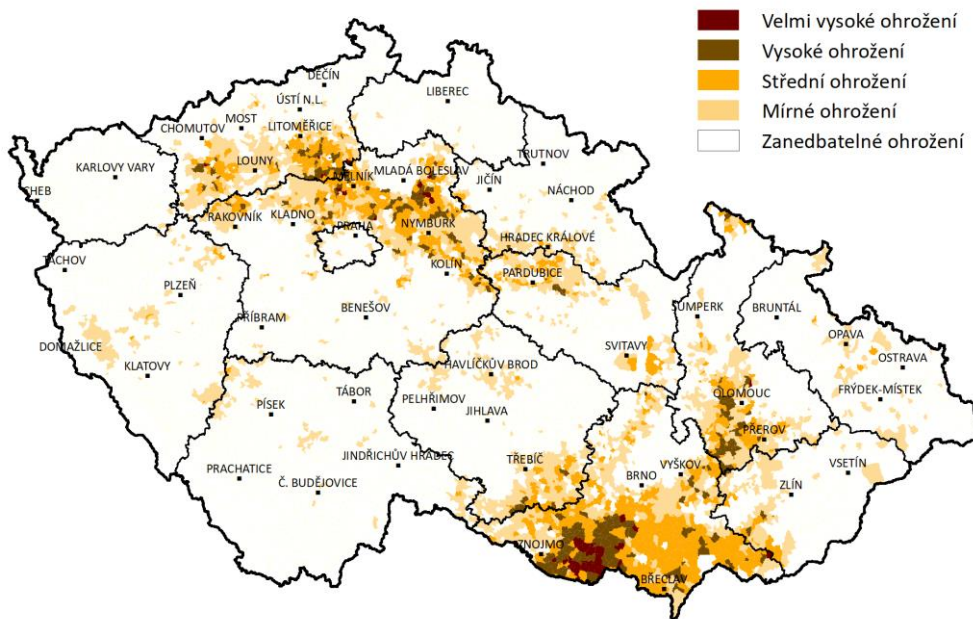 Velmi vysoké ohrožení
Vysoké ohrožení
Střední ohrožení
Mírné ohrožení
Zanedbatelné ohrožení
DĚČÍN
LIBEREC
ÚSTÍ N.L.
MOST
CHOMUTOV
LITOMĚŘICE
TRUTNOV
LOUNY
KARLOVY VARY
MLADÁ BOLESLAV
MĚLNÍK
JIČÍN
CHEB
NÁCHOD
RAKOVNÍK
KLADNO
NYMBURK
PRAHA
HRADEC KRÁLOVÉ
TACHOV
KOLÍN
PARDUBICE
PLZEŇ
ŠUMPERK
BRUNTÁL
PŘÍBRAM
BENEŠOV
OPAVA
DOMAŽLICE
SVITAVY
OSTRAVA
KLATOVY
HAVLÍČKŮV BROD
FRÝDEK-MÍSTEK
TÁBOR
PELHŘIMOV
OLOMOUC
PÍSEK
JIHLAVA
PŘEROV
JINDŘICHŮV HRADEC
TŘEBÍČ
PRACHATICE
BRNO
VYŠKOV
VSETÍN
Č. BUDĚJOVICE
ZLÍN
ZNOJMO
BŘECLAV